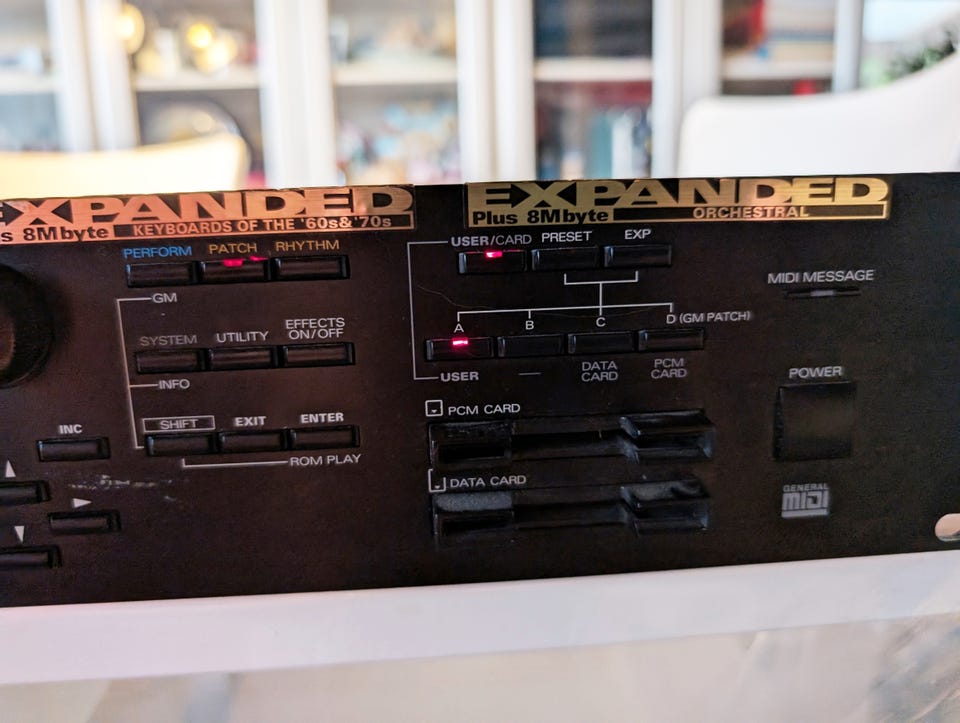 EXPANDED
s 8Mbyte KEYBOARDS OF THE '60s & '70s
EXPANDED
Plus 8Mbyte ORCHESTRAL
PERFORM PATCH RHYTHM
GM
SYSTEM UTILITY EFFECTS ON/OFF
INFO
SHIFT EXIT ENTER
ROM PLAY
INC
USER/CARD PRESET EXP
A B C D (GM PATCH)
USER — DATA CARD PCM CARD
PCM CARD
DATA CARD
MIDI MESSAGE
POWER
GENERAL
MIDI